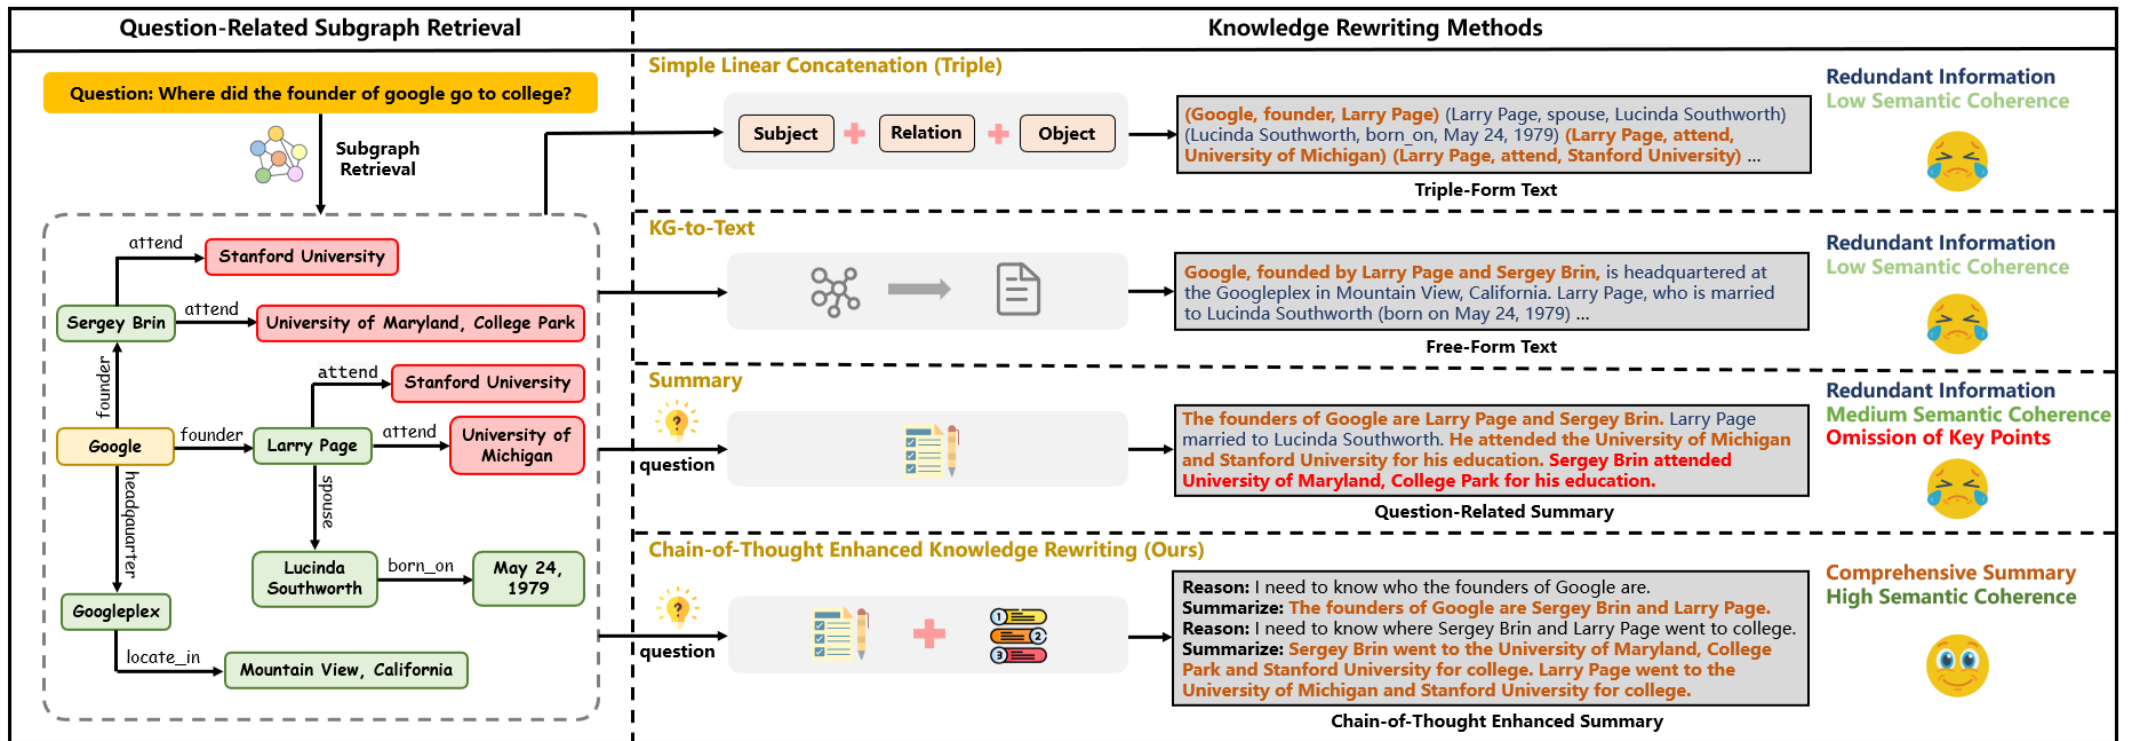 Question-Related Subgraph Retrieval
Question: Where did the founder of google go to college?
Subgraph
Retrieval
attend
Stanford University
Sergey Brin
attend
University of Maryland, College Park
founder
attend
Stanford University
Google
founder
Larry Page
attend
University of
Michigan
headqauarter
spouse
Lucinda
Southworth
born_on
May 24,
1979
Googleplex
locate_in
Mountain View, California
Knowledge Rewriting Methods
Simple Linear Concatenation (Triple)
Subject
Relation
Object
(Google, founder, Larry Page) (Larry Page, spouse, Lucinda Southworth)
(Lucinda Southworth, born_on, May 24, 1979) (Larry Page, attend,
University of Michigan) (Larry Page, attend, Stanford University) ...
Triple-Form Text
Redundant Information
Low Semantic Coherence
KG-to-Text
Google, founded by Larry Page and Sergey Brin, is headquartered at
the Googleplex in Mountain View, California. Larry Page, who is married
to Lucinda Southworth (born on May 24, 1979) ...
Free-Form Text
Redundant Information
Low Semantic Coherence
Summary
question
The founders of Google are Larry Page and Sergey Brin. Larry Page
married to Lucinda Southworth. He attended the University of Michigan
and Stanford University for his education. Sergey Brin attended
University of Maryland, College Park for his education.
Question-Related Summary
Redundant Information
Medium Semantic Coherence
Omission of Key Points
Chain-of-Thought Enhanced Knowledge Rewriting (Ours)
question
1
2
3
Reason: I need to know who the founders of Google are.
Summarize: The founders of Google are Sergey Brin and Larry Page.
Reason: I need to know where Sergey Brin and Larry Page went to college.
Summarize: Sergey Brin went to the University of Maryland, College
Park and Stanford University for college. Larry Page went to the
University of Michigan and Stanford University for college.
Chain-of-Thought Enhanced Summary
Comprehensive Summary
High Semantic Coherence